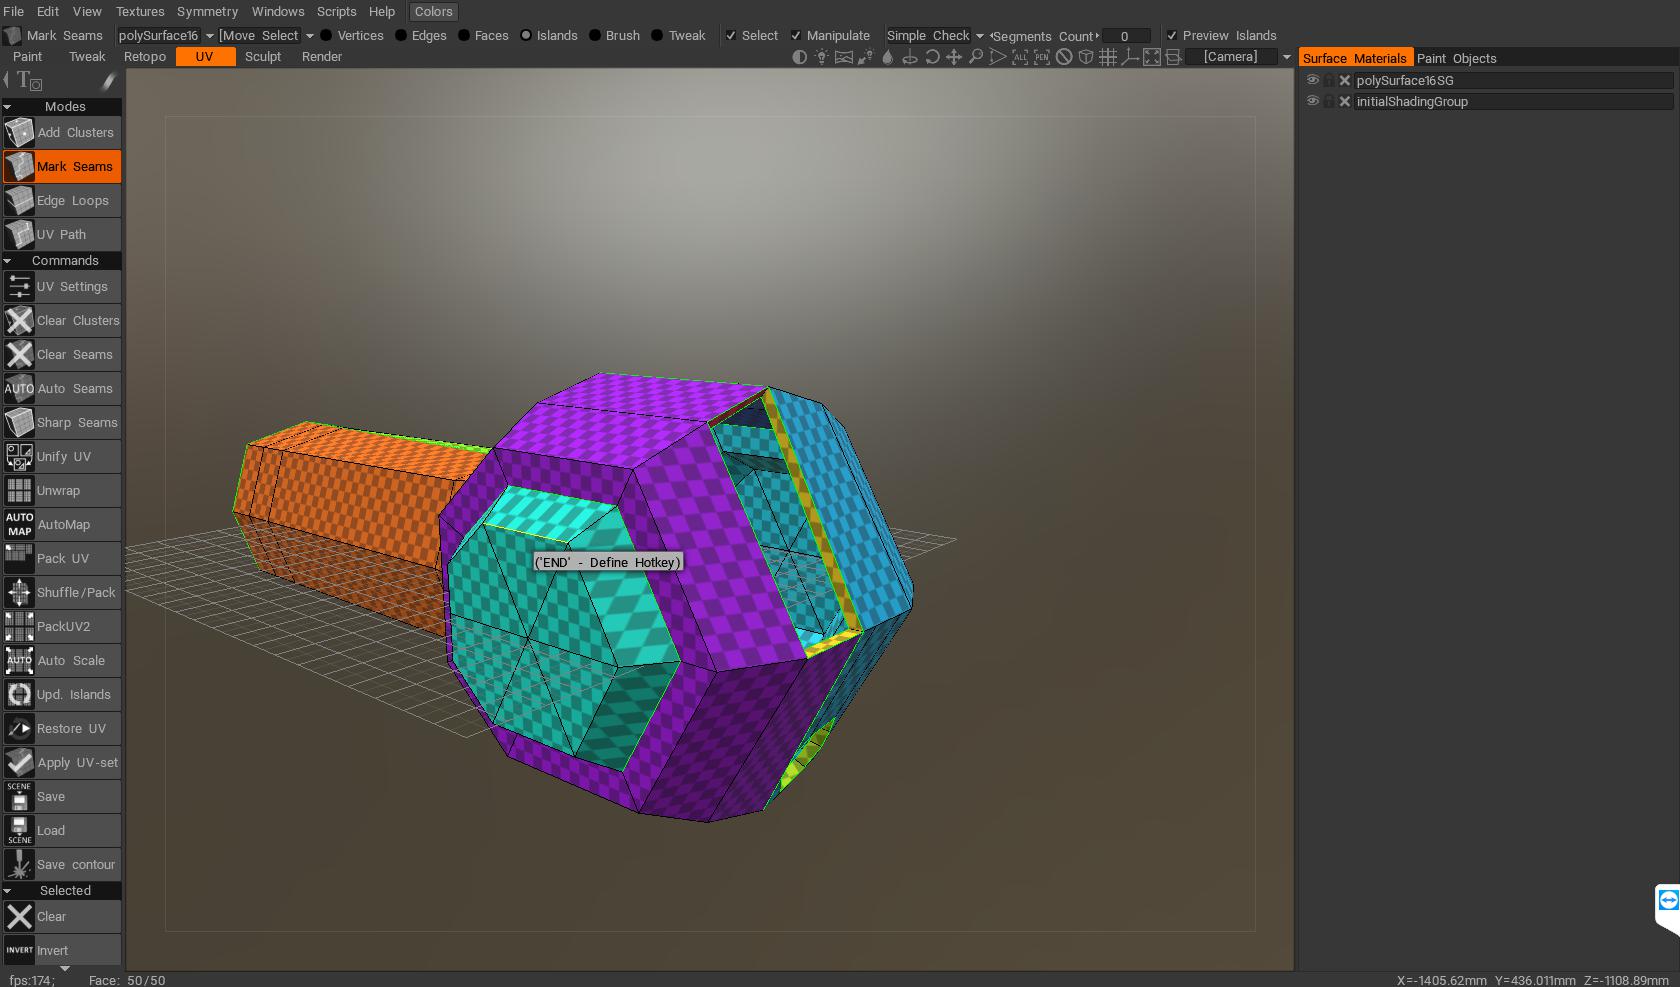 File Edit View Textures Symmetry Windows Scripts Help Colors
Mark Seams polySurface16 [Move Select Vertices Edges Faces Islands Brush Tweak Select Manipulate Simple Check Segments Count 0 Preview Islands
Paint Tweak Retopo UV Sculpt Render ALL PEN [Camera]
Surface Materials Paint Objects
polySurface16SG
initialShadingGroup
T
Modes
Add Clusters
Mark Seams
Edge Loops
UV Path
Commands
UV Settings
Clear Clusters
Clear Seams
AUTO Auto Seams
Sharp Seams
Unify UV
Unwrap
AUTO MAP AutoMap
Pack UV
Shuffle/Pack
PackUV2
AUTO Auto Scale
Upd. Islands
Restore UV
Apply UV-set
SCENE Save
SCENE Load
Save contour
Selected
Clear
INVERT Invert
('END' - Define Hotkey)
fps:174; Face: 50/50 X=-1405.62mm Y=436.011mm Z=-1108.89mm